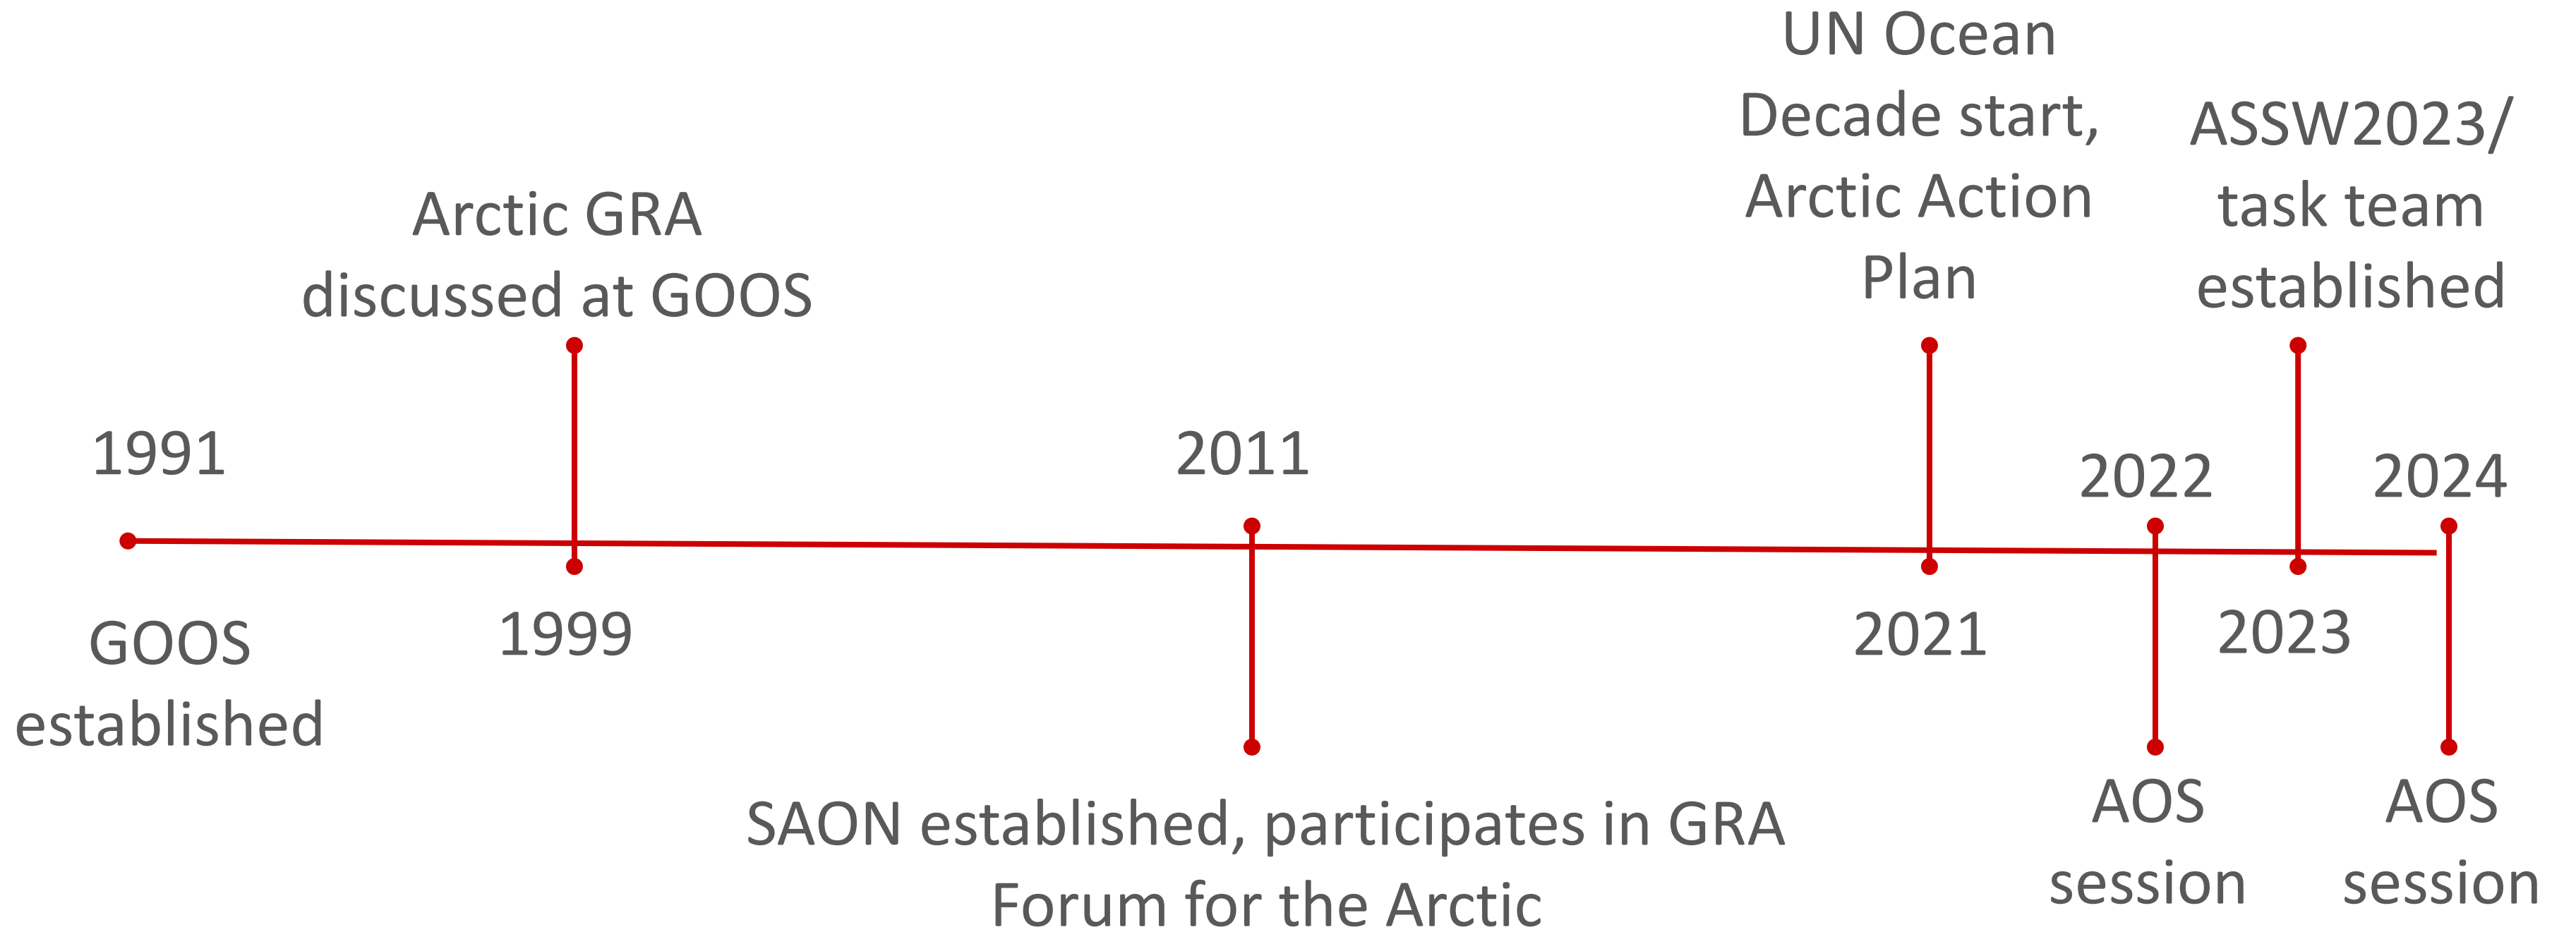 1991
GOOS
established
Arctic GRA
discussed at GOOS
1999
2011
SAON established, participates in GRA
Forum for the Arctic
UN Ocean
Decade start,
Arctic Action
Plan
2021
2022
AOS
session
ASSW2023/
task team
established
2023
2024
AOS
session